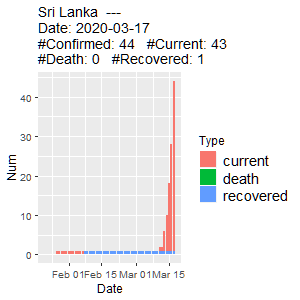 Sri Lanka  ---
Date: 2020-03-17
#Confirmed: 44   #Current: 43
#Death: 0   #Recovered: 1
Num
40
30
20
10
0
Feb 01 Feb 15 Mar 01 Mar 15
Date
Type
current
death
recovered